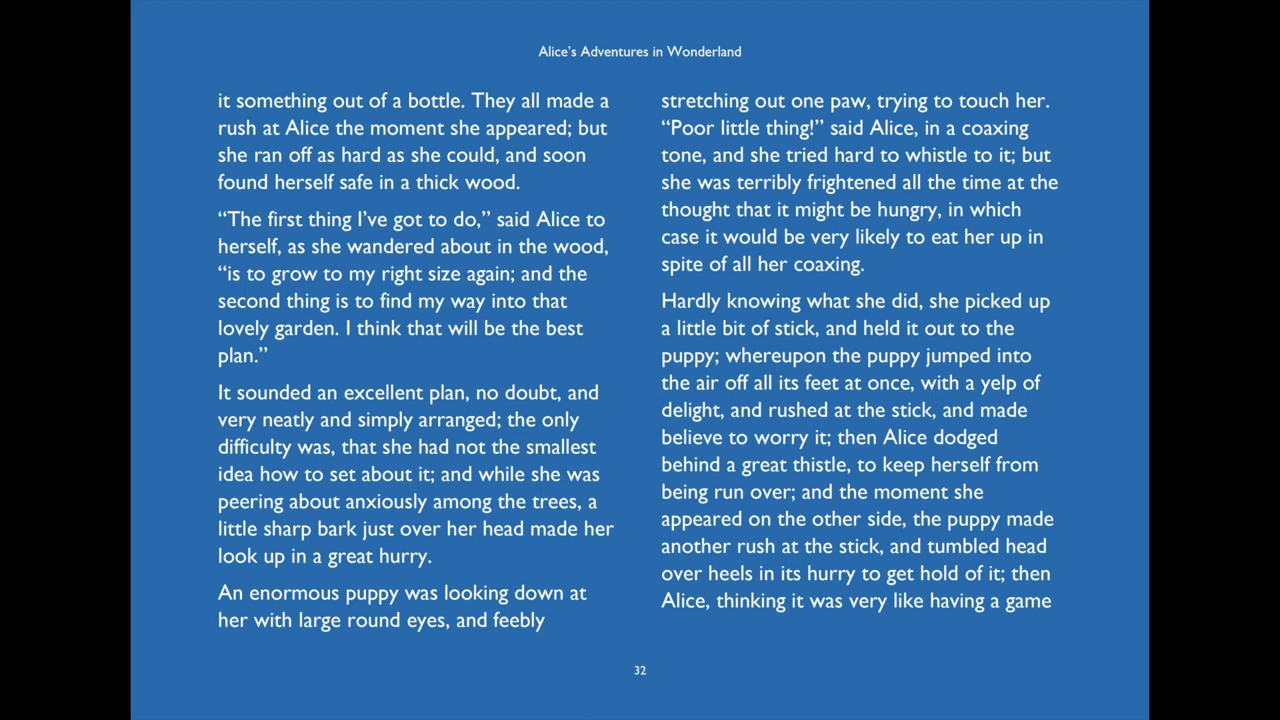 Alice’s Adventures in Wonderland
it something out of a bottle. They all made a
rush at Alice the moment she appeared; but
she ran off as hard as she could, and soon
found herself safe in a thick wood.
“The first thing I’ve got to do,” said Alice to
herself, as she wandered about in the wood,
“is to grow to my right size again; and the
second thing is to find my way into that
lovely garden. I think that will be the best
plan.”
It sounded an excellent plan, no doubt, and
very neatly and simply arranged; the only
difficulty was, that she had not the smallest
idea how to set about it; and while she was
peering about anxiously among the trees, a
little sharp bark just over her head made her
look up in a great hurry.
An enormous puppy was looking down at
her with large round eyes, and feebly
stretching out one paw, trying to touch her.
“Poor little thing!” said Alice, in a coaxing
tone, and she tried hard to whistle to it; but
she was terribly frightened all the time at the
thought that it might be hungry, in which
case it would be very likely to eat her up in
spite of all her coaxing.
Hardly knowing what she did, she picked up
a little bit of stick, and held it out to the
puppy; whereupon the puppy jumped into
the air off all its feet at once, with a yelp of
delight, and rushed at the stick, and made
believe to worry it; then Alice dodged
behind a great thistle, to keep herself from
being run over; and the moment she
appeared on the other side, the puppy made
another rush at the stick, and tumbled head
over heels in its hurry to get hold of it; then
Alice, thinking it was very like having a game
32